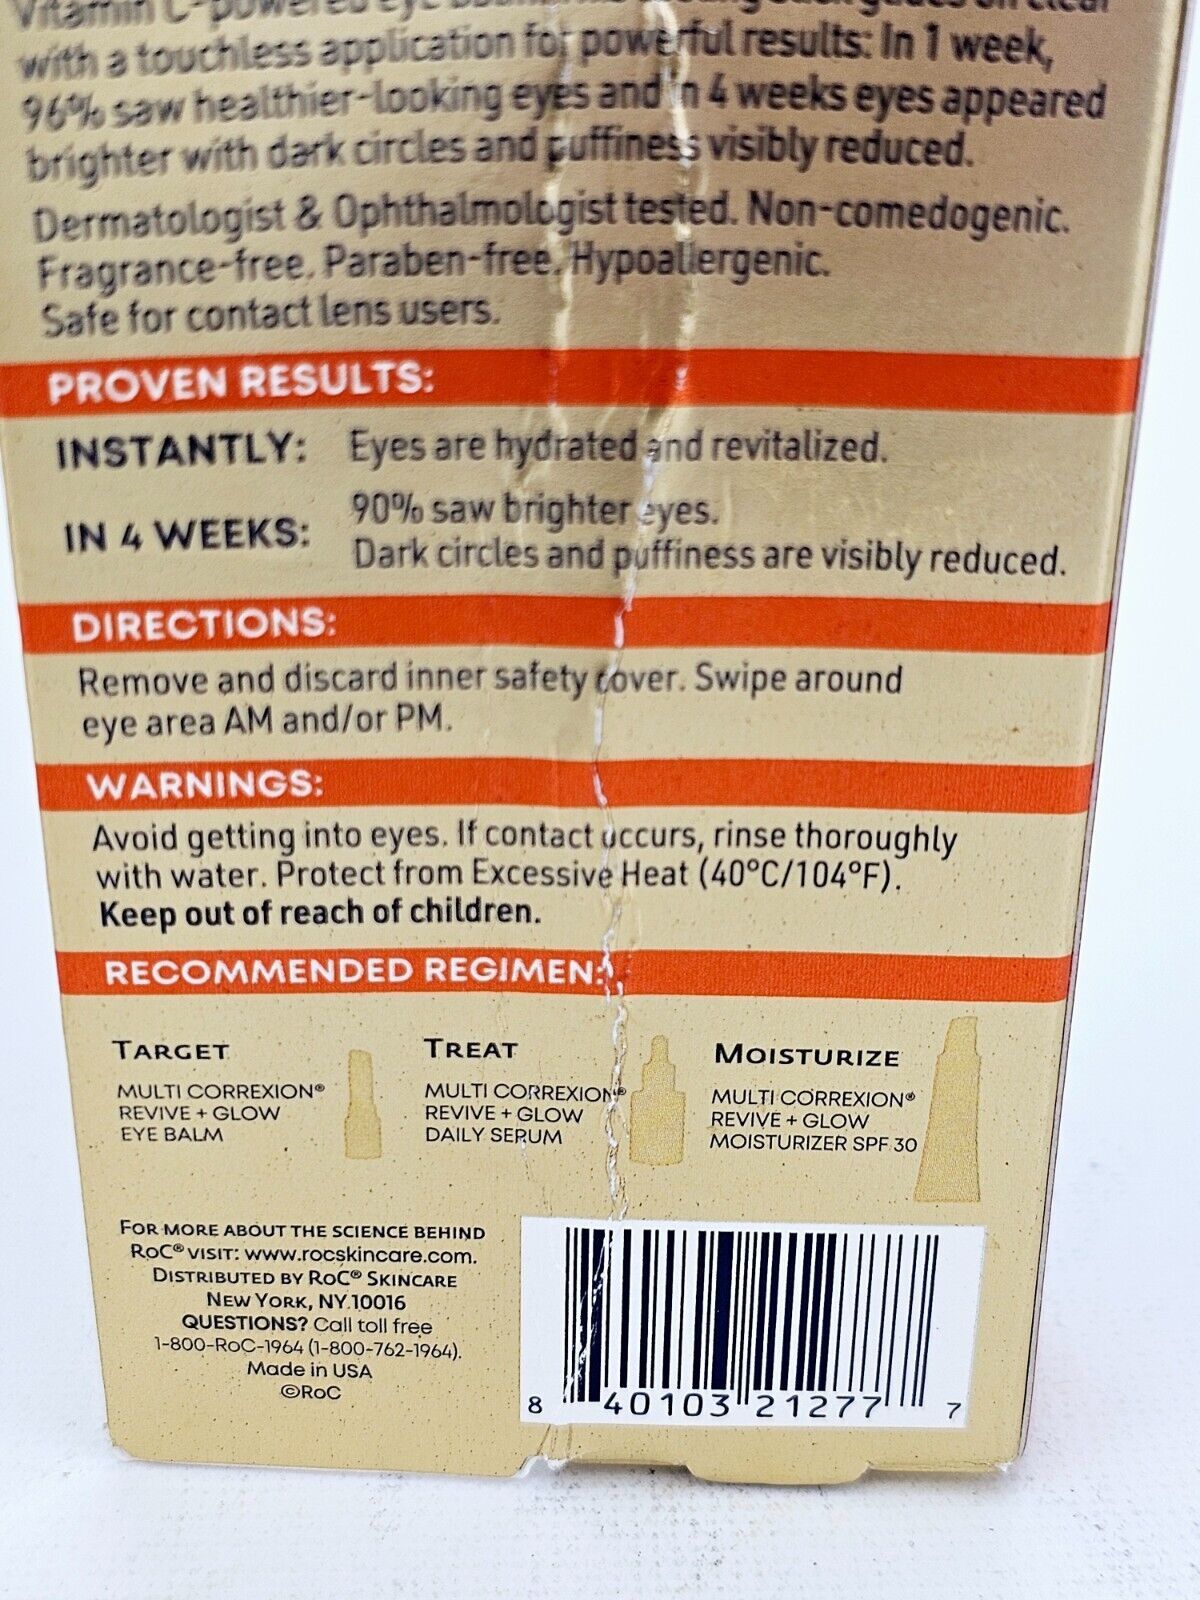 Vitamin C-powered eye
with a touchless application for powerful results: In 1 week,
96% saw healthier-looking eyes and in 4 weeks eyes appeared
brighter with dark circles and puffiness visibly reduced.
Dermatologist & Ophthalmologist tested. Non-comedogenic.
Fragrance-free. Paraben-free. Hypoallergenic.
Safe for contact lens users.
PROVEN RESULTS:
INSTANTLY: Eyes are hydrated and revitalized.
IN 4 WEEKS: 90% saw brighter eyes.
Dark circles and puffiness are visibly reduced.
DIRECTIONS:
Remove and discard inner safety cover. Swipe around
eye area AM and/or PM.
WARNINGS:
Avoid getting into eyes. If contact occurs, rinse thoroughly
with water. Protect from Excessive Heat (40°C/104°F).
Keep out of reach of children.
RECOMMENDED REGIMEN:
TARGET
MULTI CORREXION®
REVIVE + GLOW
EYE BALM
TREAT
MULTI CORREXION®
REVIVE + GLOW
DAILY SERUM
MOISTURIZE
MULTI CORREXION®
REVIVE + GLOW
MOISTURIZER SPF 30
FOR MORE ABOUT THE SCIENCE BEHIND
RoC® VISIT: www.rocskincare.com.
DISTRIBUTED BY RoC® SKINCARE
NEW YORK, NY 10016
QUESTIONS? Call toll free
1-800-RoC-1964 (1-800-762-1964).
Made in USA
©RoC
8 40103 21277 7